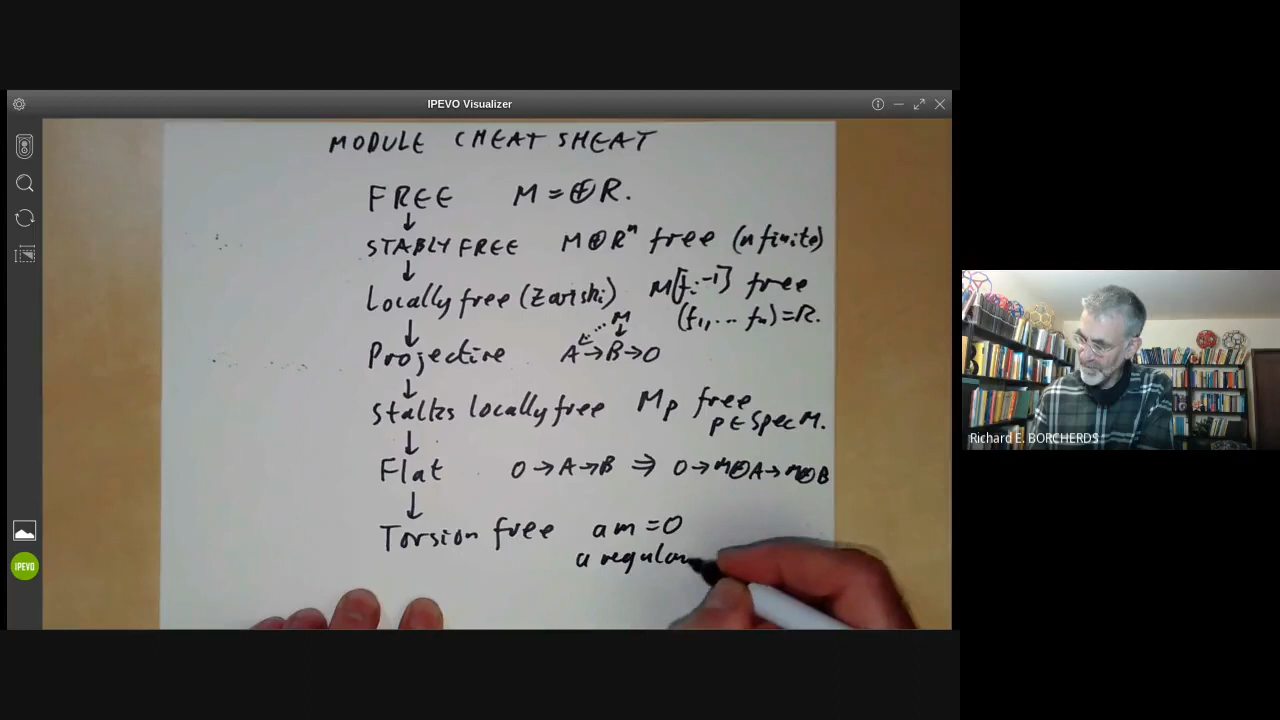 IPEVO Visualizer
MODULE CHEAT SHEAT
FREE M = ⊕R.
↓
STABLY FREE M⊕Rⁿ free (n finite)
↓
Locally free (Zariski) M[fᵢ⁻¹] free
(f₁,... fₙ)=R.
↓
M
↓
Projective A→B→0
↓
Stalks locally free Mp free
p ∈ Spec M.
↓
Flat 0→A→B ⇒ 0→M⊗A→M⊗B
↓
Torsion free am=0
a regular
Richard E. BORCHERDS
IPEVO